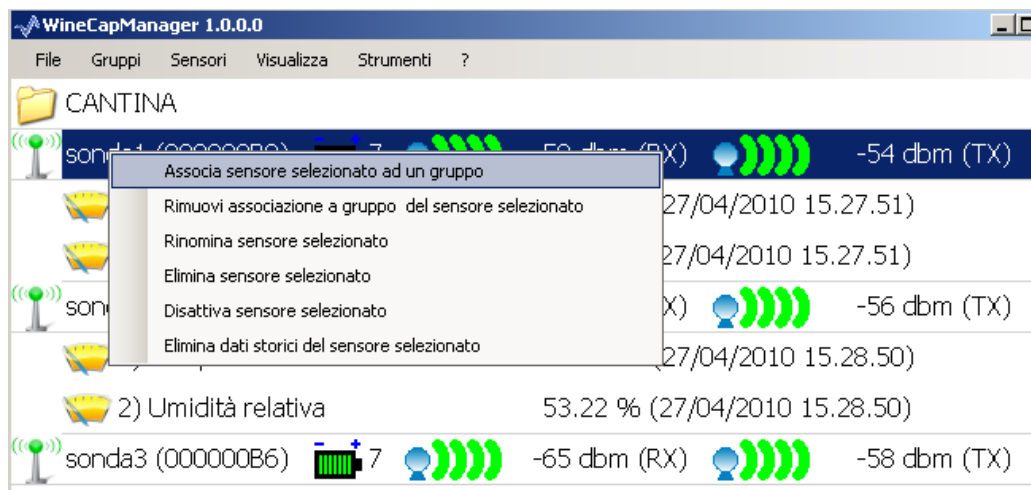 WineCapManager 1.0.0.0
File Gruppi Sensori Visualizza Strumenti ?
CANTINA
7 -54 dbm (TX)
Associa sensore selezionato ad un gruppo
Rimuovi associazione a gruppo del sensore selezionato (27/04/2010 15.27.51)
Rinomina sensore selezionato
27/04/2010 15.27.51)
Elimina sensore selezionato
Disattiva sensore selezionato -56 dbm (TX)
Elimina dati storici del sensore selezionato (27/04/2010 15.28.50)
2) Umidità relativa 53.22 % (27/04/2010 15.28.50)
sonda3 (000000B6) 7 -65 dbm (RX) -58 dbm (TX)